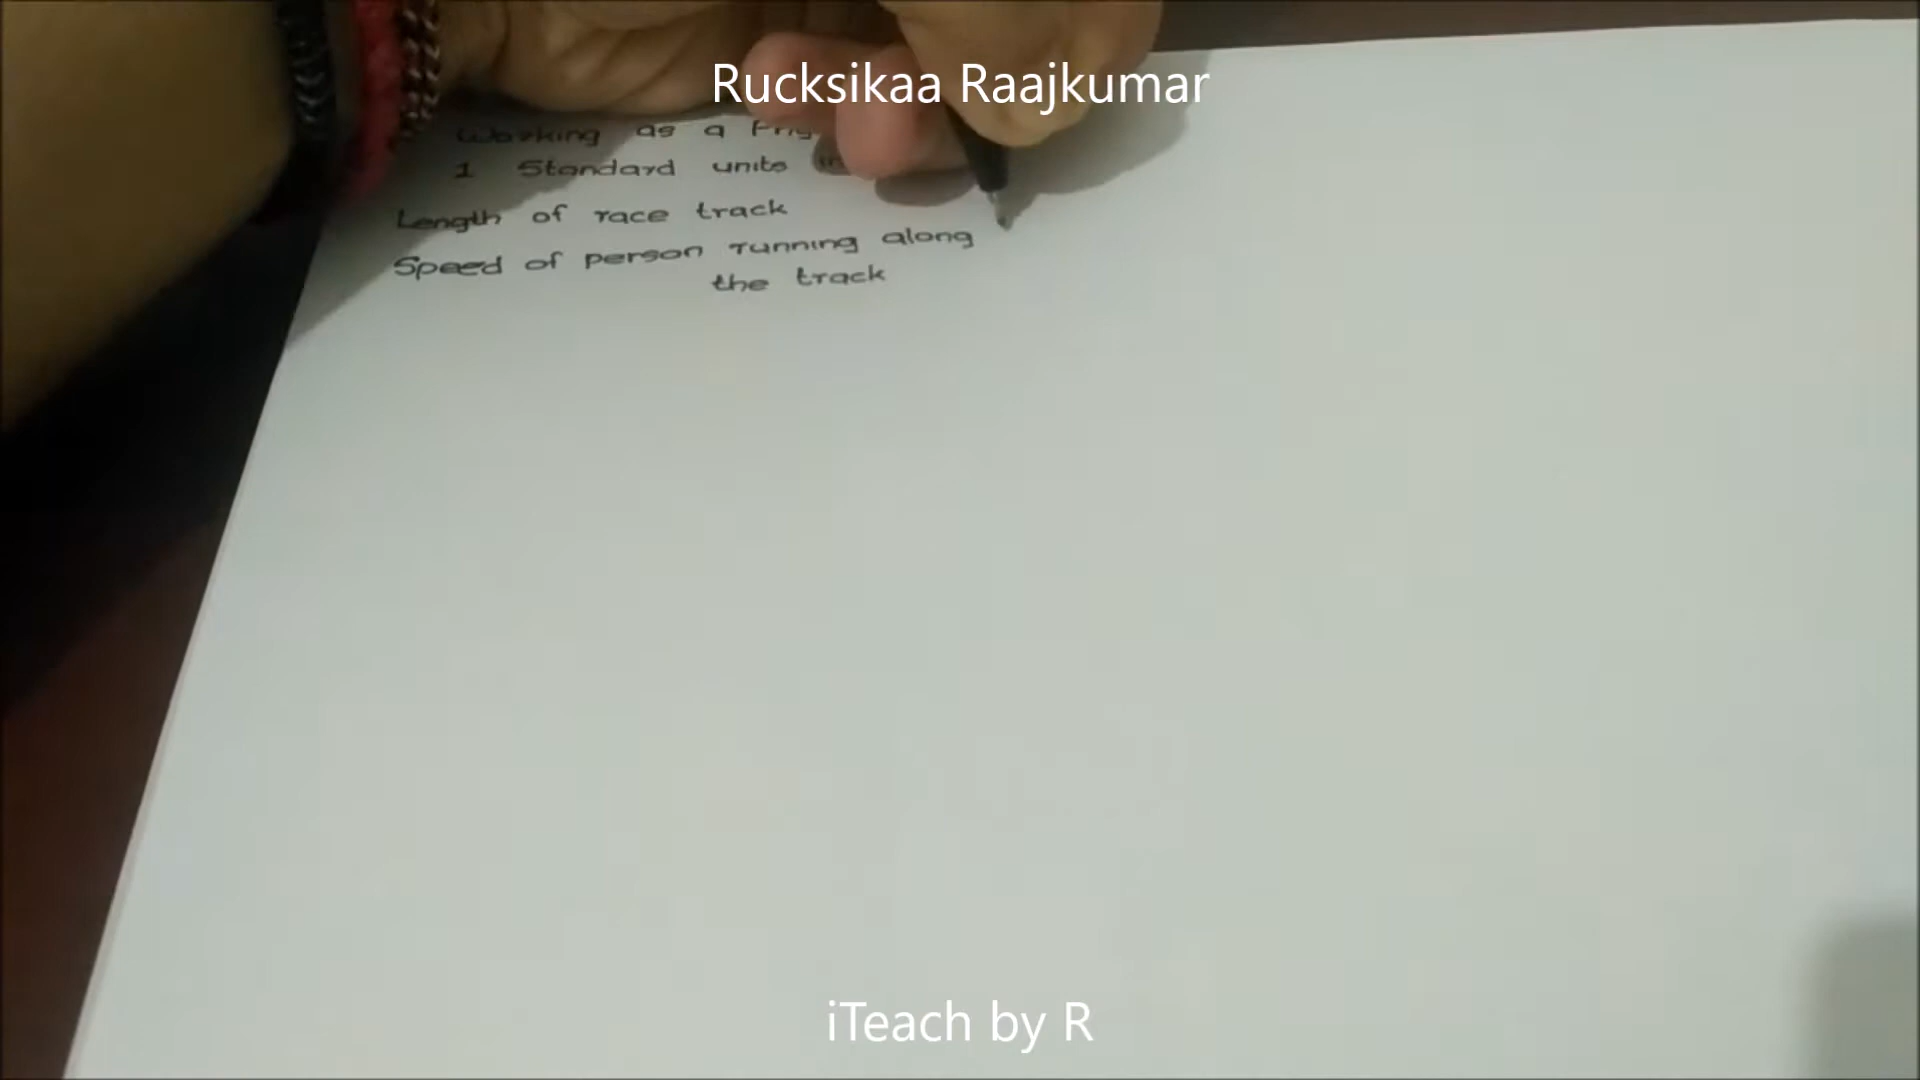 Rucksikaa Raajkumar
Working as a
1 Standard units in
Length of race track
Speed of person running along
the track
iTeach by R